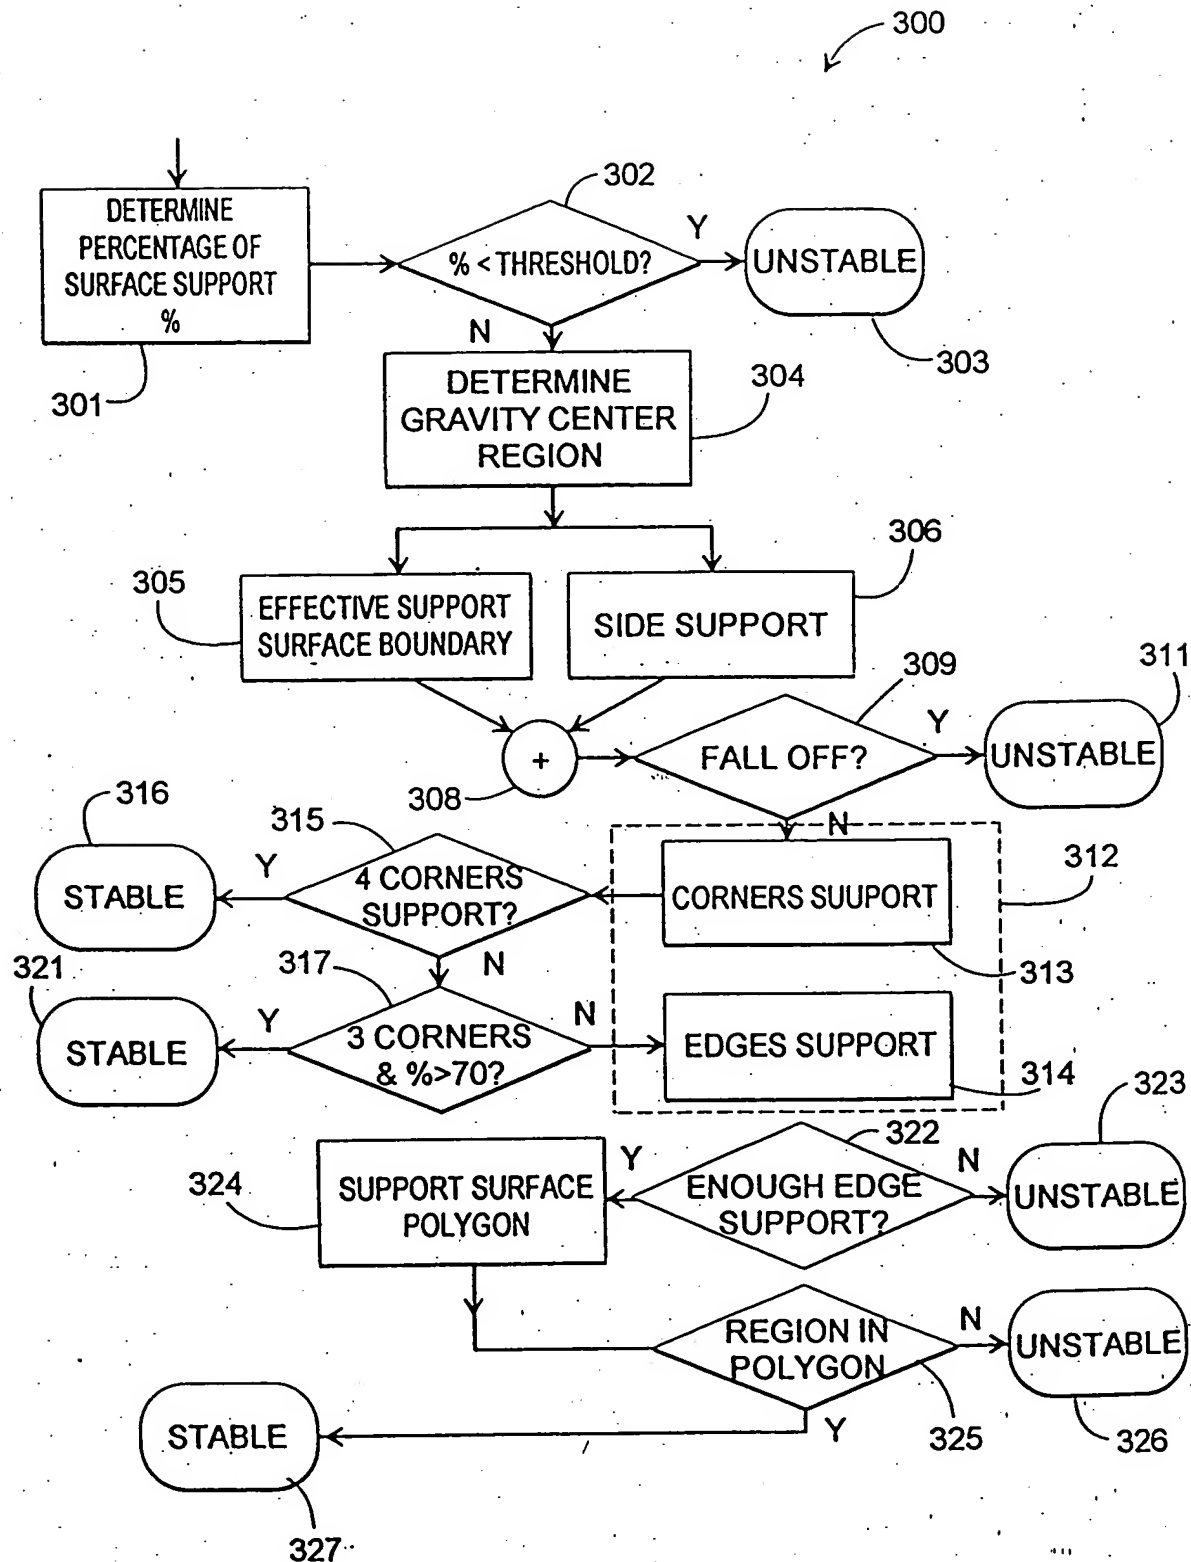 300
302
DETERMINE
PERCENTAGE OF
SURFACE SUPPORT
%
% < THRESHOLD?
Y
UNSTABLE
N
301
303
DETERMINE
GRAVITY CENTER
REGION
304
306
305
EFFECTIVE SUPPORT
SURFACE BOUNDARY
SIDE SUPPORT
309
311
+
308
FALL OFF?
Y
UNSTABLE
N
316
315
312
STABLE
Y
4 CORNERS
SUPPORT?
CORNERS SUUPORT
313
N
321
317
STABLE
Y
3 CORNERS
& %>70?
N
EDGES SUPPORT
314
323
322
324
SUPPORT SURFACE
POLYGON
Y
ENOUGH EDGE
SUPPORT?
N
UNSTABLE
REGION IN
POLYGON
N
UNSTABLE
325
326
Y
STABLE
327